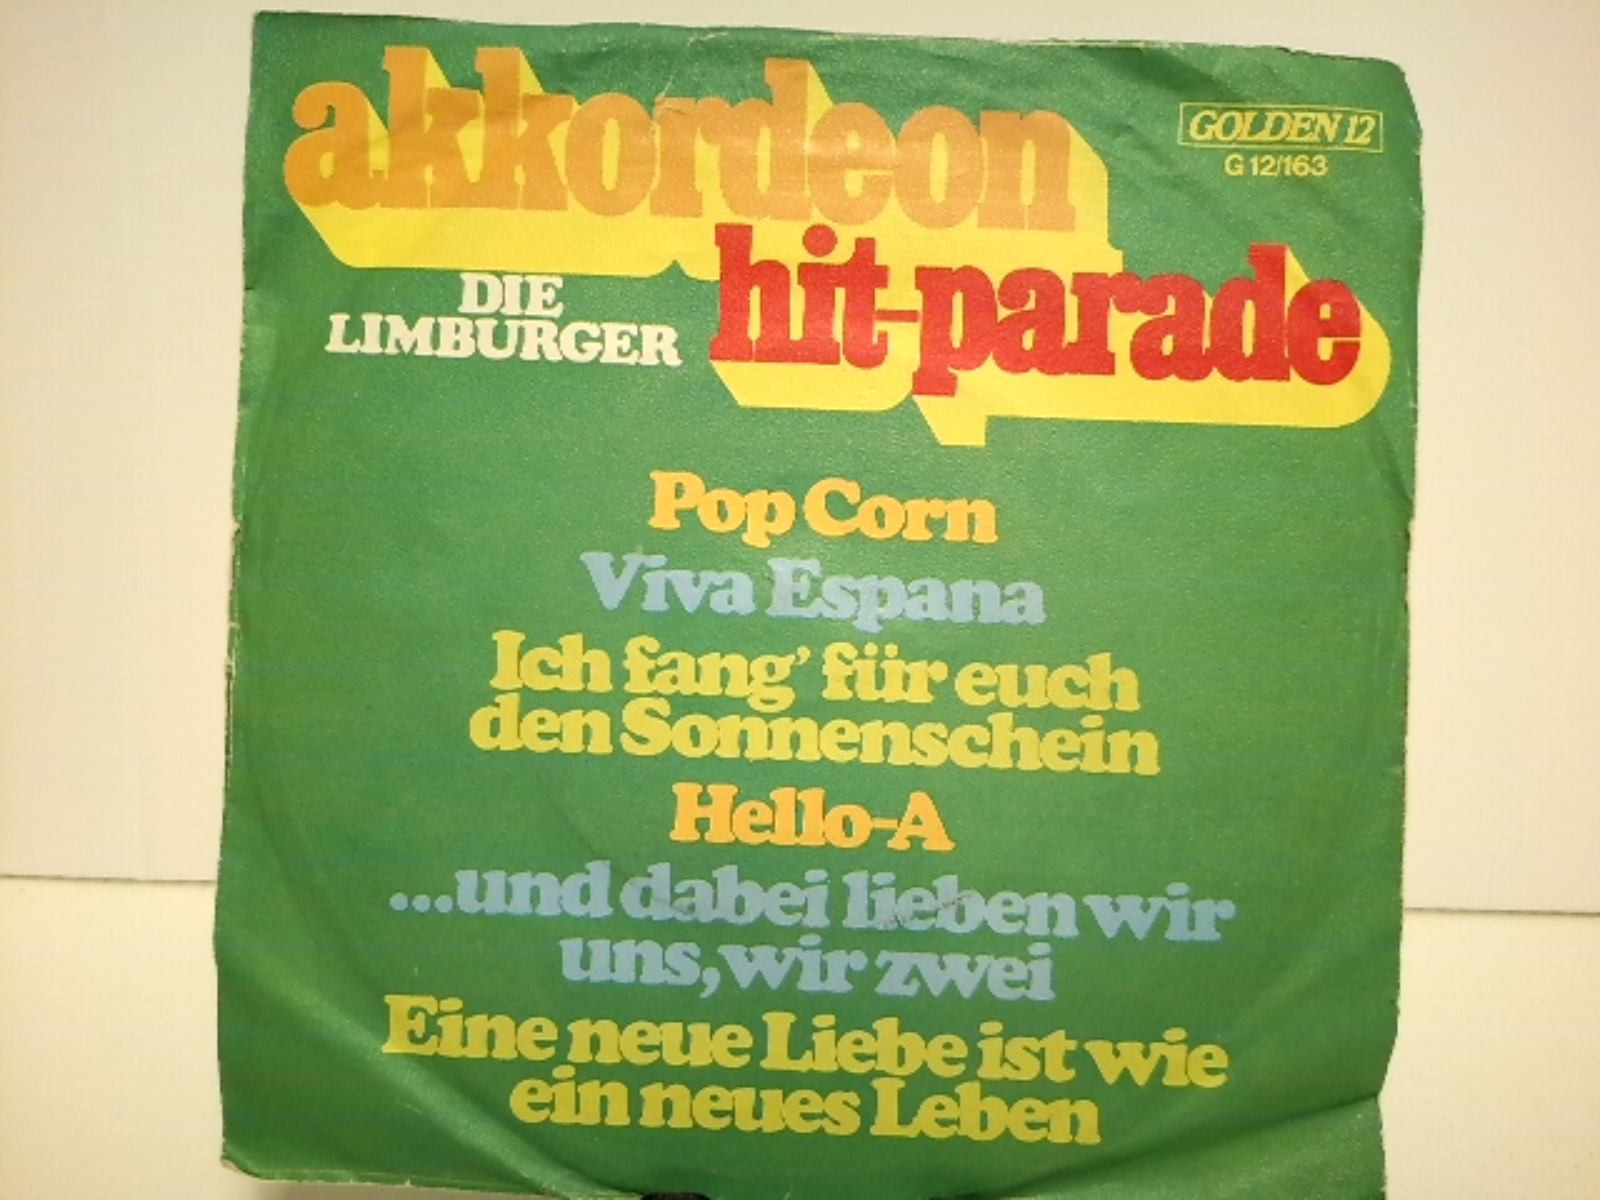 akkordeon
GOLDEN 12
G 12/163
hit-parade
DIE
LIMBURGER
Pop Corn
Viva Espana
Ich fang' für euch
den Sonnenschein
Hello-A
...und dabei lieben wir
uns, wir zwei
Eine neue Liebe ist wie
ein neues Leben